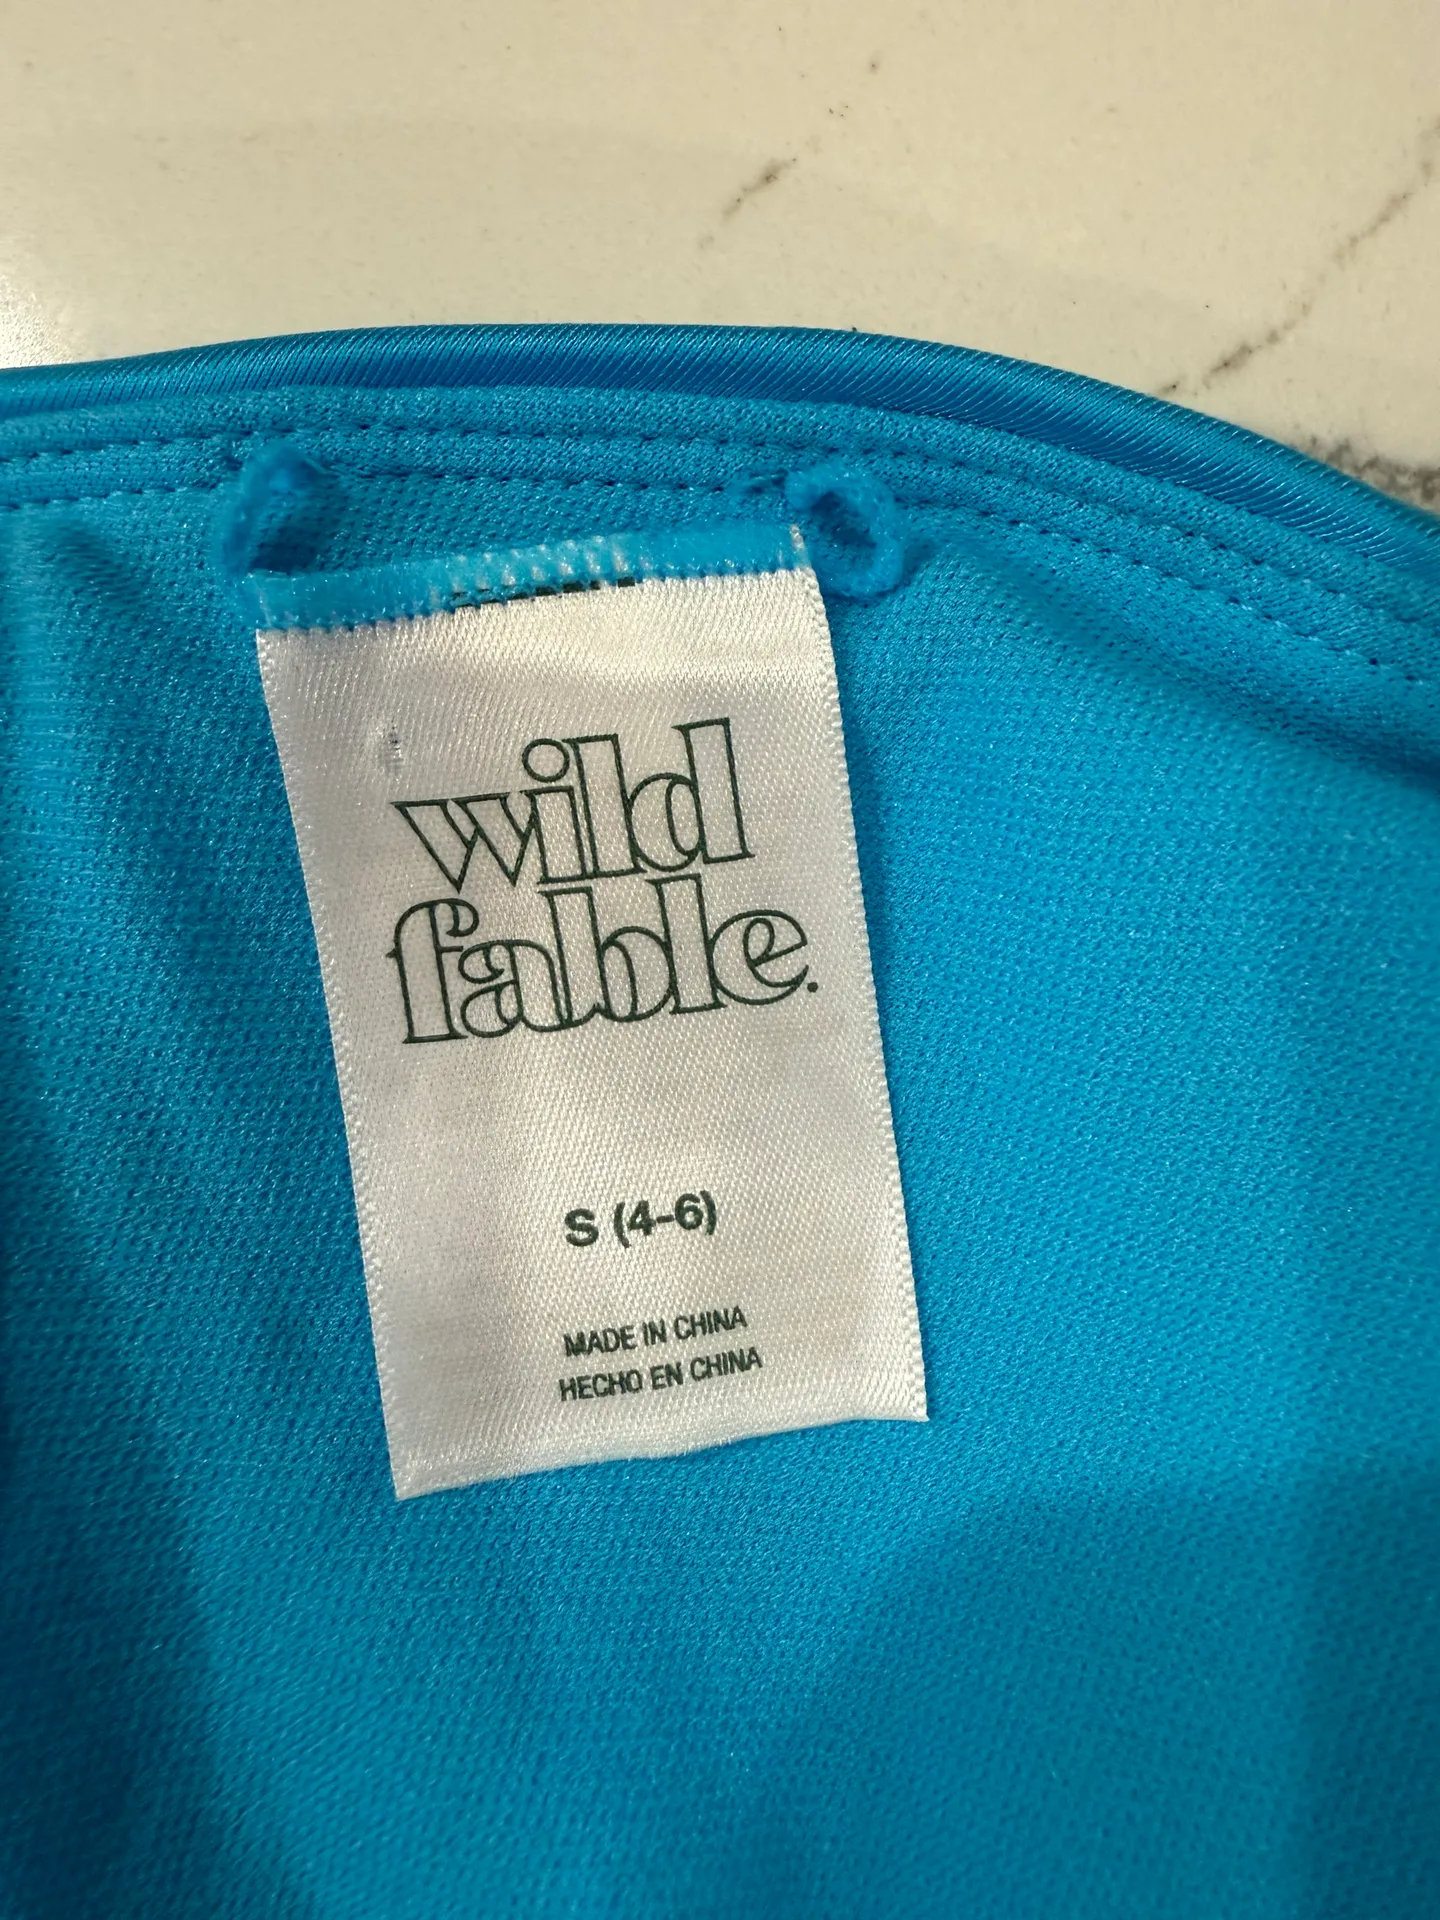 wild
fable.
S (4-6)
MADE IN CHINA
HECHO EN CHINA